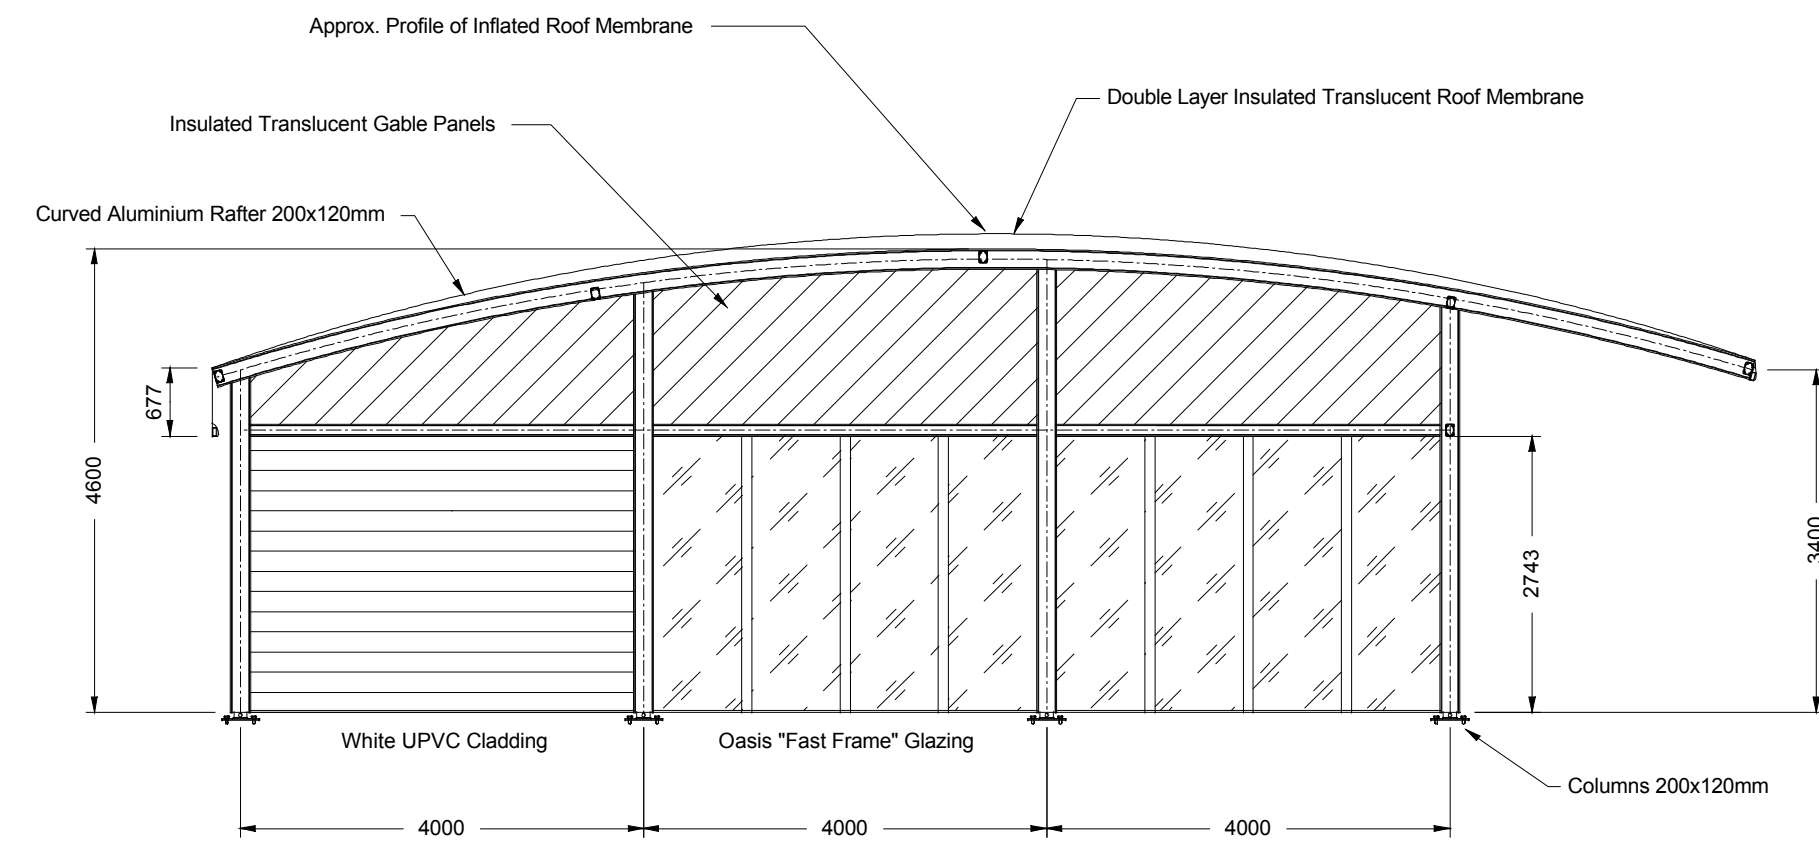 Approx. Profile of Inflated Roof Membrane
Double Layer Insulated Translucent Roof Membrane
Insulated Translucent Gable Panels
Curved Aluminium Rafter 200x120mm
677
4600
2743
3400
White UPVC Cladding
Oasis "Fast Frame" Glazing
Columns 200x120mm
4000
4000
4000